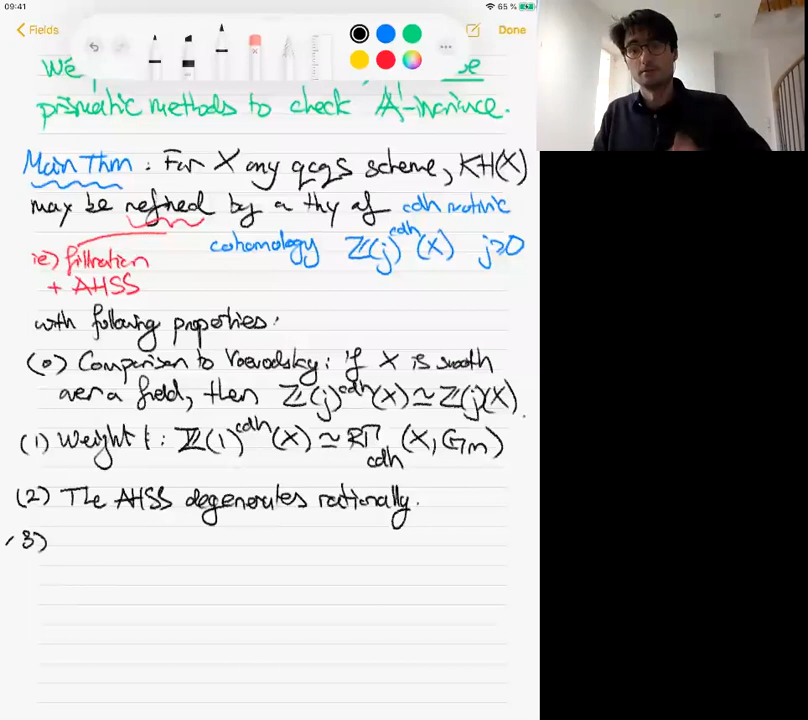 09:41
65%
Fields
Done
We
se
prismatic methods to check A¹-invariance.
Main Thm : For X any qcqs scheme, KH(X)
may be refined by a thy of cdh motivic
cohomology ℤ(j)^cdh(X) j≥0
ie) filtration
+ AHSS
with following properties:
(0) Comparison to Voevodsky: if X is smooth
over a field, then ℤ(j)^cdh(X) ≃ ℤ(j)(X).
(1) Weight 1: ℤ(1)^cdh(X) ≃ RΓ_cdh(X, Gm)
(2) The AHSS degenerates rationally.
(3)